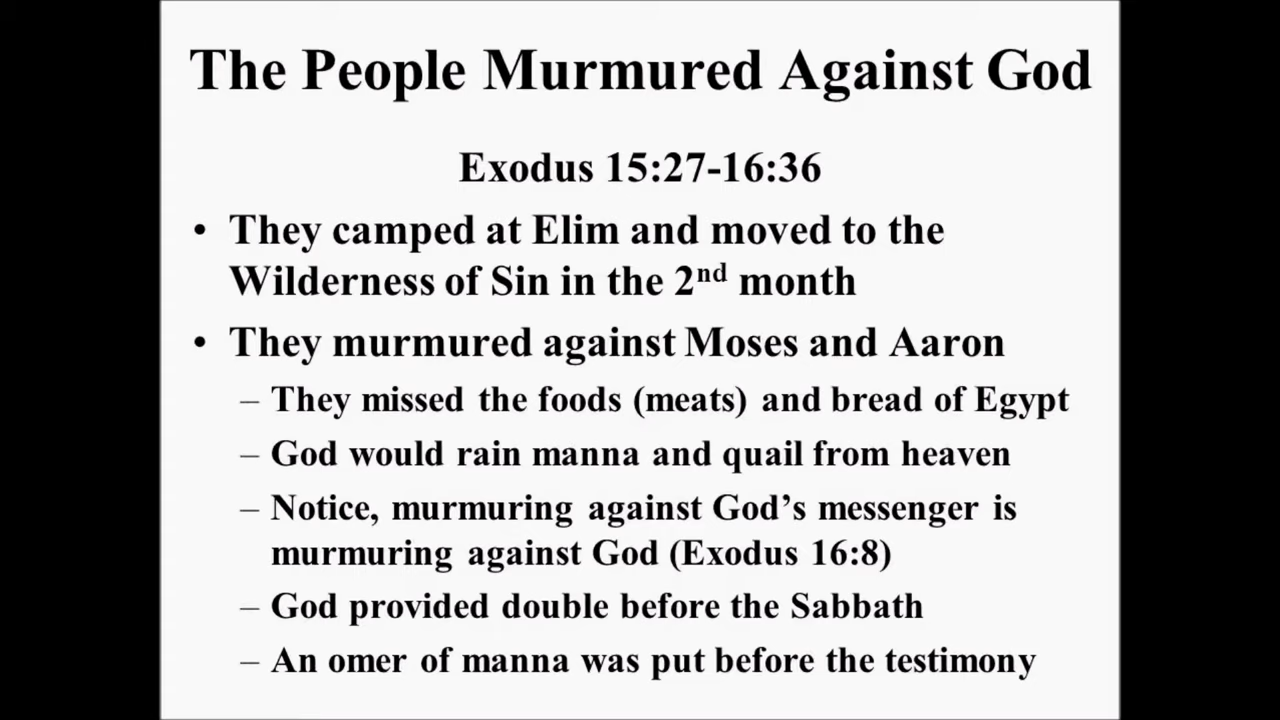 The People Murmured Against God
Exodus 15:27-16:36
• They camped at Elim and moved to the
Wilderness of Sin in the 2nd month
• They murmured against Moses and Aaron
– They missed the foods (meats) and bread of Egypt
– God would rain manna and quail from heaven
– Notice, murmuring against God’s messenger is
murmuring against God (Exodus 16:8)
– God provided double before the Sabbath
– An omer of manna was put before the testimony